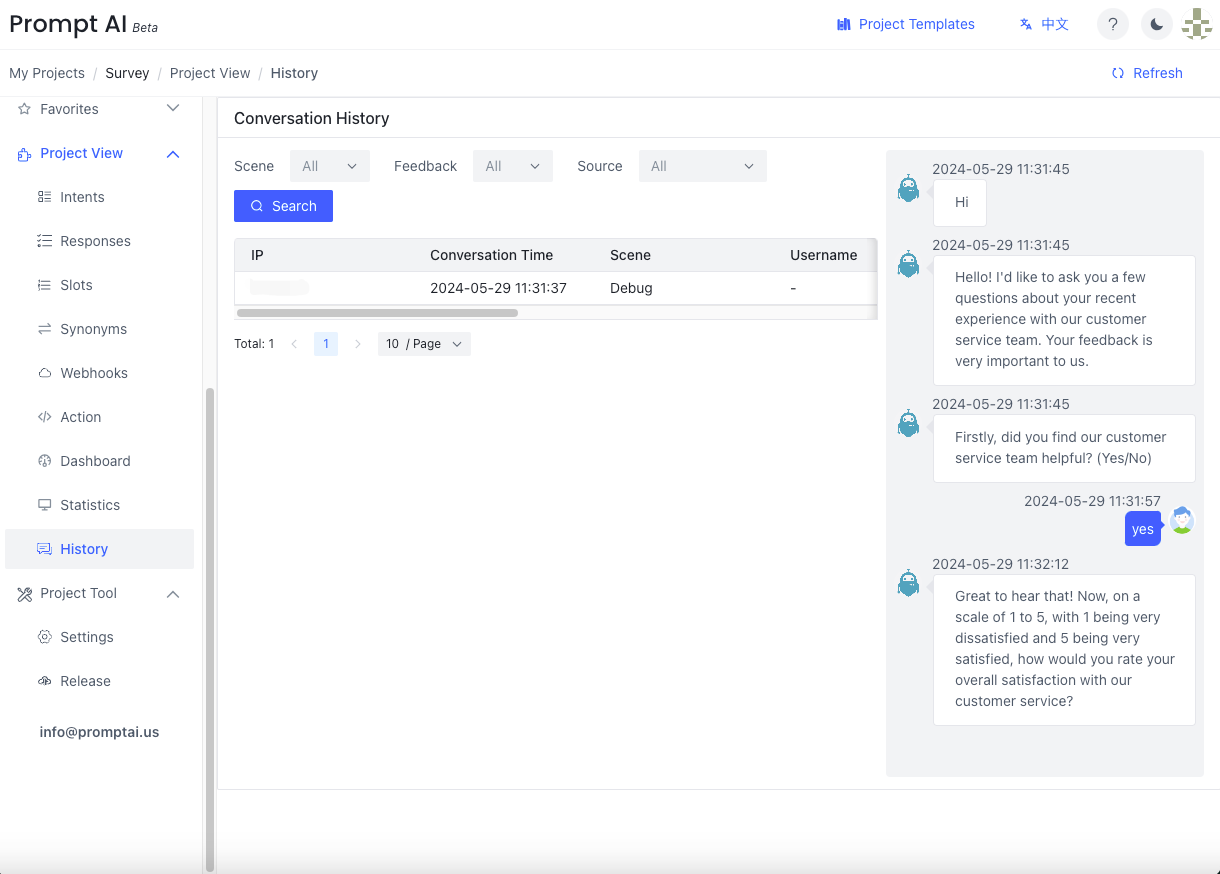 Prompt AI Beta
Project Templates
中文
?
My Projects / Survey / Project View / History
Refresh
Favorites
Project View
Intents
Responses
Slots
Synonyms
Webhooks
Action
Dashboard
Statistics
History
Project Tool
Settings
Release
info@promptai.us
Conversation History
Scene All Feedback All Source All
Search
IP Conversation Time Scene Username
2024-05-29 11:31:37 Debug -
Total: 1 < 1 > 10 / Page
2024-05-29 11:31:45
Hi
2024-05-29 11:31:45
Hello! I'd like to ask you a few
questions about your recent
experience with our customer
service team. Your feedback is
very important to us.
2024-05-29 11:31:45
Firstly, did you find our customer
service team helpful? (Yes/No)
2024-05-29 11:31:57
yes
2024-05-29 11:32:12
Great to hear that! Now, on a
scale of 1 to 5, with 1 being very
dissatisfied and 5 being very
satisfied, how would you rate your
overall satisfaction with our
customer service?